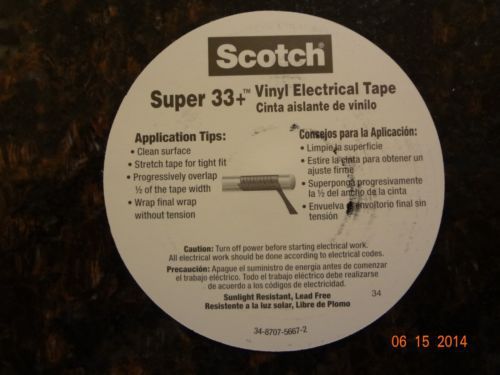 Scotch
Super 33+™ Vinyl Electrical Tape
Cinta aislante de vinilo
Application Tips:
• Clean surface
• Stretch tape for tight fit
• Progressively overlap
½ of the tape width
• Wrap final wrap
without tension
Consejos para la Aplicación:
• Limpie la superficie
• Estire la cinta para obtener un
ajuste firme
• Superponga progresivamente
la ½ del ancho de la cinta
• Envuelva el envoltorio final sin
tensión
Caution: Turn off power before starting electrical work.
All electrical work should be done according to electrical codes.
Precaución: Apague el suministro de energía antes de comenzar
el trabajo eléctrico. Todo el trabajo eléctrico debe realizarse
de acuerdo a los códigos de electricidad.
Sunlight Resistant, Lead Free
Resistente a la luz solar, Libre de Plomo
34
34-8707-5667-2
06 15 2014